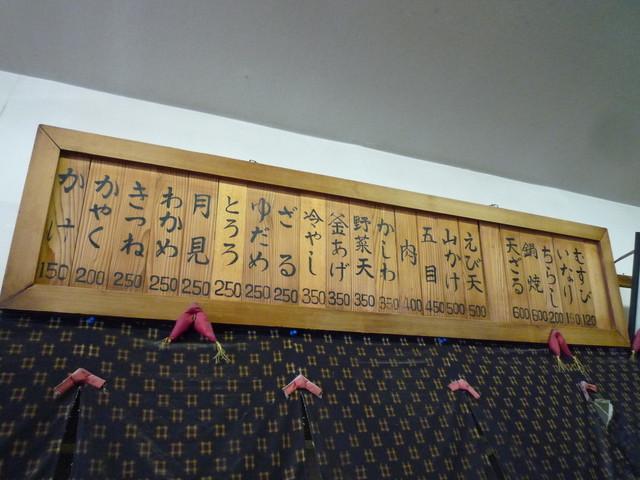 むすび 120
いなり
ちらし 200
鍋焼 600
天ざる 600
えび天 500
山かけ 500
五目 450
肉 400
かしわ 350
野菜天 350
釜あげ 350
冷やし 350
ざる 250
ゆだめ 250
とろろ 250
月見 250
わかめ 250
きつね 250
かやく 200
かけ 150